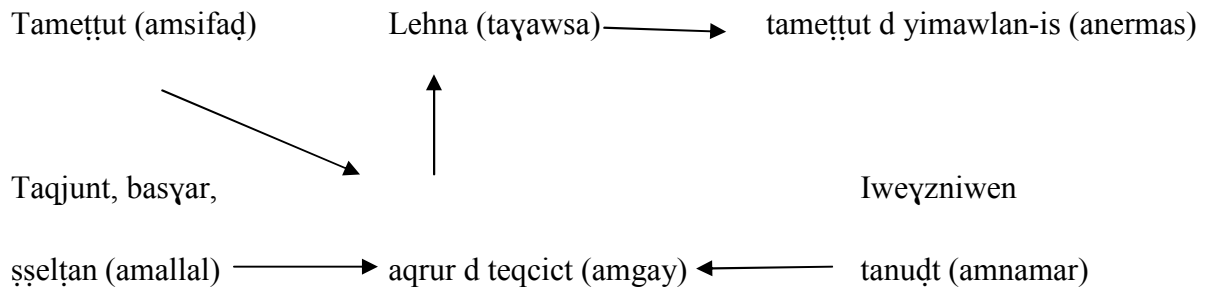 Tameṭṭut (amsifaḍ) Lehna (taɣawsa) tameṭṭut d yimawlan-is (anermas)
Taqjunt, basɣar, Iweɣzniwen
ṣṣelṭan (amallal) aqrur d teqcict (amgay) tanuḍt (amnamar)